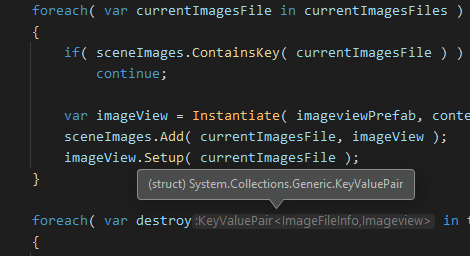 foreach( var currentImagesFile in currentImagesFiles )
{
if( sceneImages.ContainsKey( currentImagesFile ) )
continue;
var imageView = Instantiate( imageviewPrefab, conte
sceneImages.Add( currentImagesFile, imageView );
imageView.Setup( currentImagesFile );
}
(struct) System.Collections.Generic.KeyValuePair
foreach( var destroy :KeyValuePair<ImageFileInfo,Imageview> in t
{